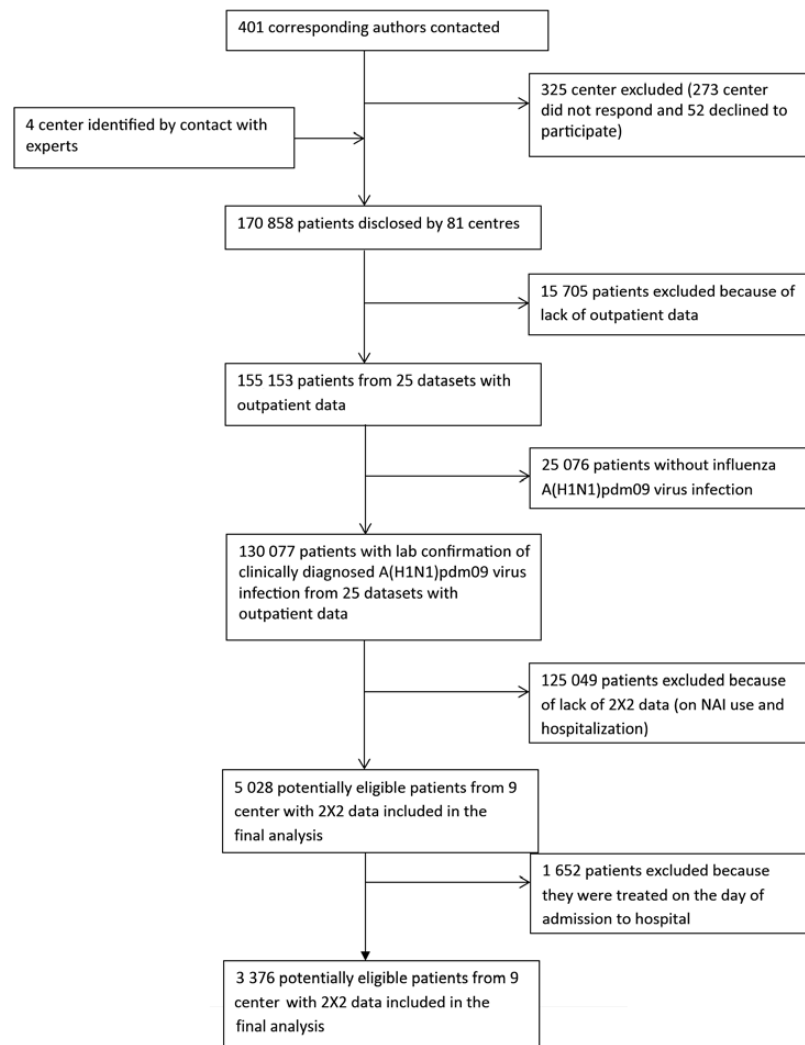 401 corresponding authors contacted
325 center excluded (273 center
did not respond and 52 declined to
participate)
4 center identified by contact with
experts
170 858 patients disclosed by 81 centres
15 705 patients excluded because of
lack of outpatient data
155 153 patients from 25 datasets with
outpatient data
25 076 patients without influenza
A(H1N1)pdm09 virus infection
130 077 patients with lab confirmation of
clinically diagnosed A(H1N1)pdm09 virus
infection from 25 datasets with
outpatient data
125 049 patients excluded because
of lack of 2X2 data (on NAI use and
hospitalization)
5 028 potentially eligible patients from 9
center with 2X2 data included in the
final analysis
1 652 patients excluded because
they were treated on the day of
admission to hospital
3 376 potentially eligible patients from 9
center with 2X2 data included in the
final analysis